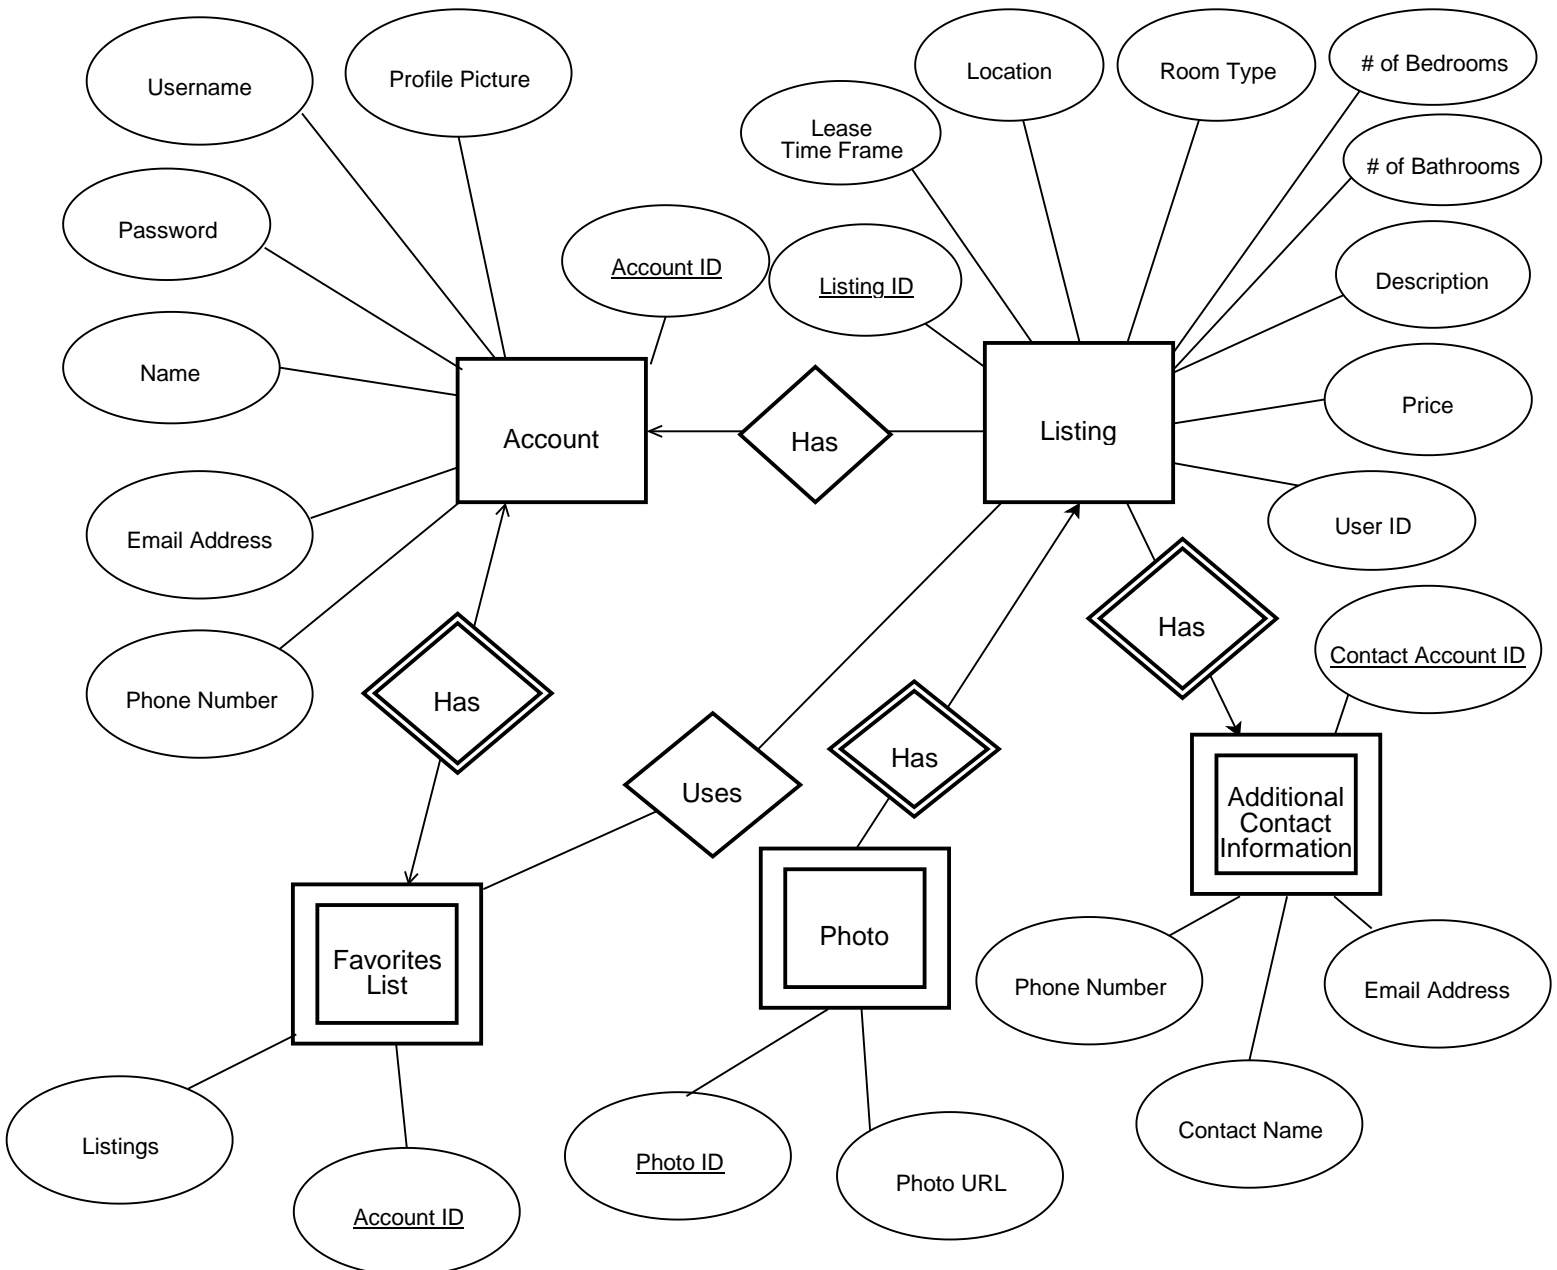 Username
Profile Picture
Location
Room Type
# of Bedrooms
Lease
Time Frame
# of Bathrooms
Password
Account ID
Listing ID
Description
Name
Price
Account
Has
Listing
Email Address
User ID
Has
Contact Account ID
Phone Number
Has
Has
Uses
Additional
Contact
Information
Photo
Favorites
List
Phone Number
Email Address
Contact Name
Listings
Photo ID
Photo URL
Account ID